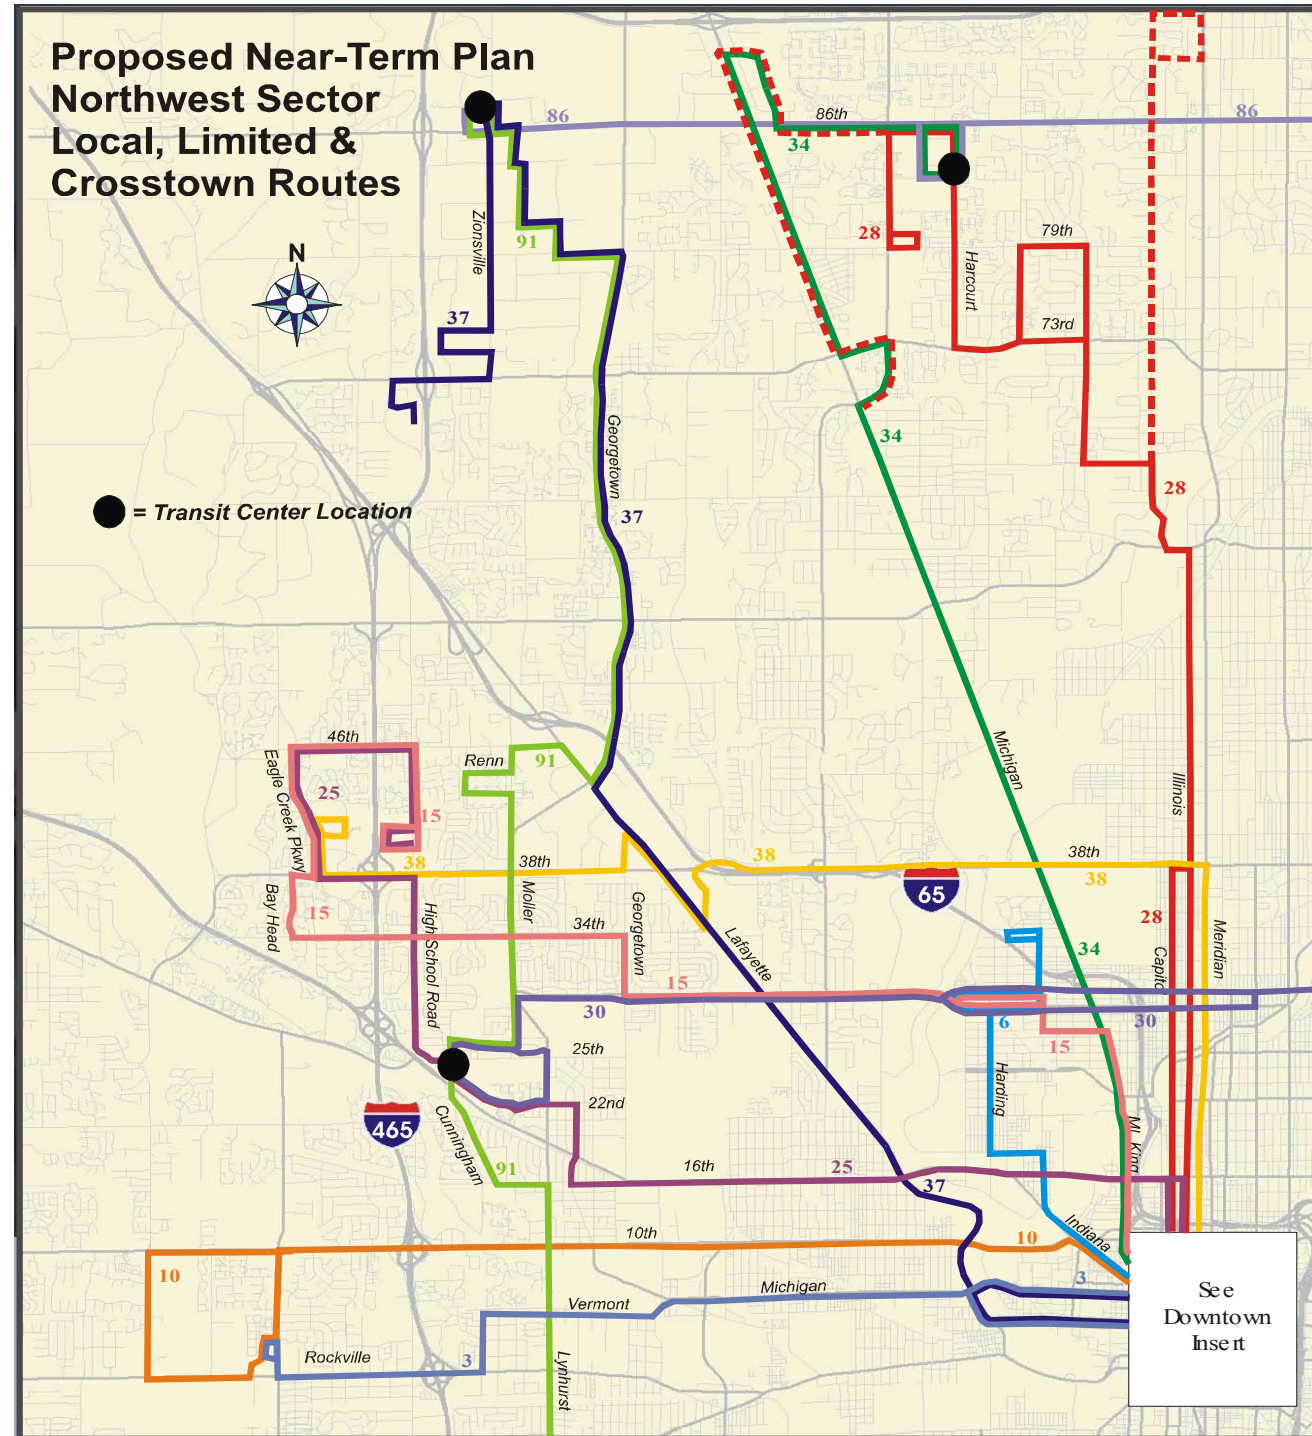 Proposed Near-Term Plan
Northwest Sector
Local, Limited &
Crosstown Routes
86
86
86th
34
Zionsville
91
28
79th
N
Harcourt
37
73rd
Georgetown
34
28
= Transit Center Location
37
Michigan
46th
Renn
91
Eagle Creek Pkwy
25
15
Illinois
38
38th
38
38th
38
65
Bay Head
15
High School Road
Moller
Georgetown
34th
28
Lafayette
Capitol
Meridian
34
15
30
6
30
15
25th
Harding
22nd
465
Cunningham
ML King
91
16th
25
37
Indiana
10th
10
10
3
Michigan
Vermont
Rockville
3
Lynhurst
See
Downtown
Insert